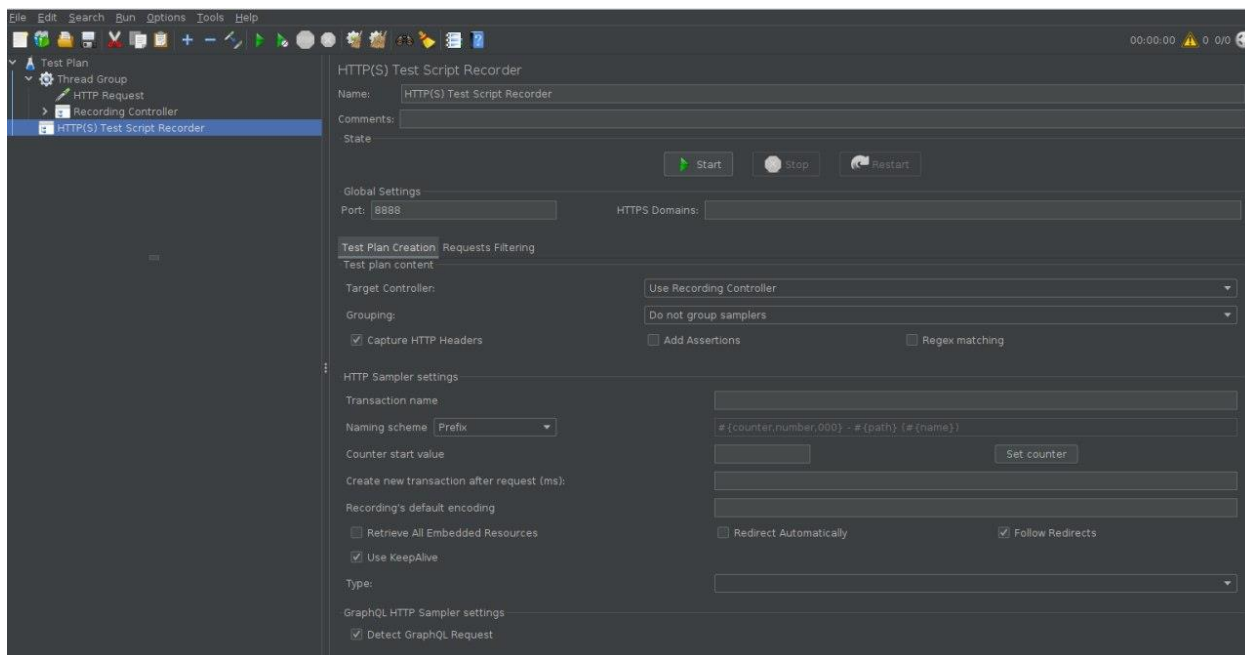 File Edit Search Run Options Tools Help
00:00:00 0 0/0
Test Plan
Thread Group
HTTP Request
Recording Controller
HTTP(S) Test Script Recorder
HTTP(S) Test Script Recorder
Name: HTTP(S) Test Script Recorder
Comments:
State
Start Stop Restart
Global Settings
Port: 8888 HTTPS Domains:
Test Plan Creation Requests Filtering
Test plan content
Target Controller: Use Recording Controller
Grouping: Do not group samplers
Capture HTTP Headers Add Assertions Regex matching
HTTP Sampler settings
Transaction name
Naming scheme Prefix #{counter,number,000} - #{path} (#{name})
Counter start value Set counter
Create new transaction after request (ms):
Recording's default encoding
Retrieve All Embedded Resources Redirect Automatically Follow Redirects
Use KeepAlive
Type:
GraphQL HTTP Sampler settings
Detect GraphQL Request